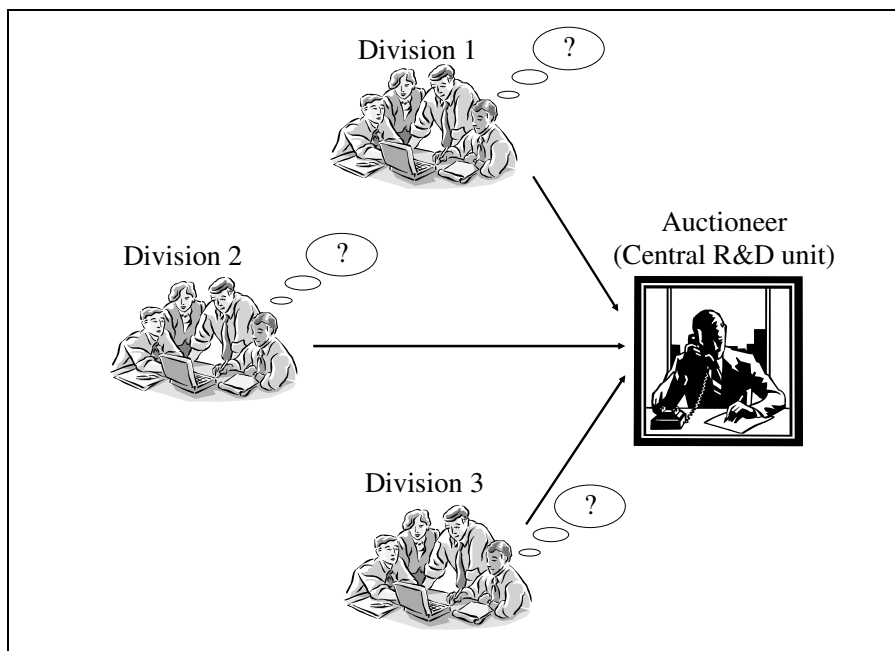 Division 1
?
Auctioneer
(Central R&D unit)
Division 2
?
Division 3
?